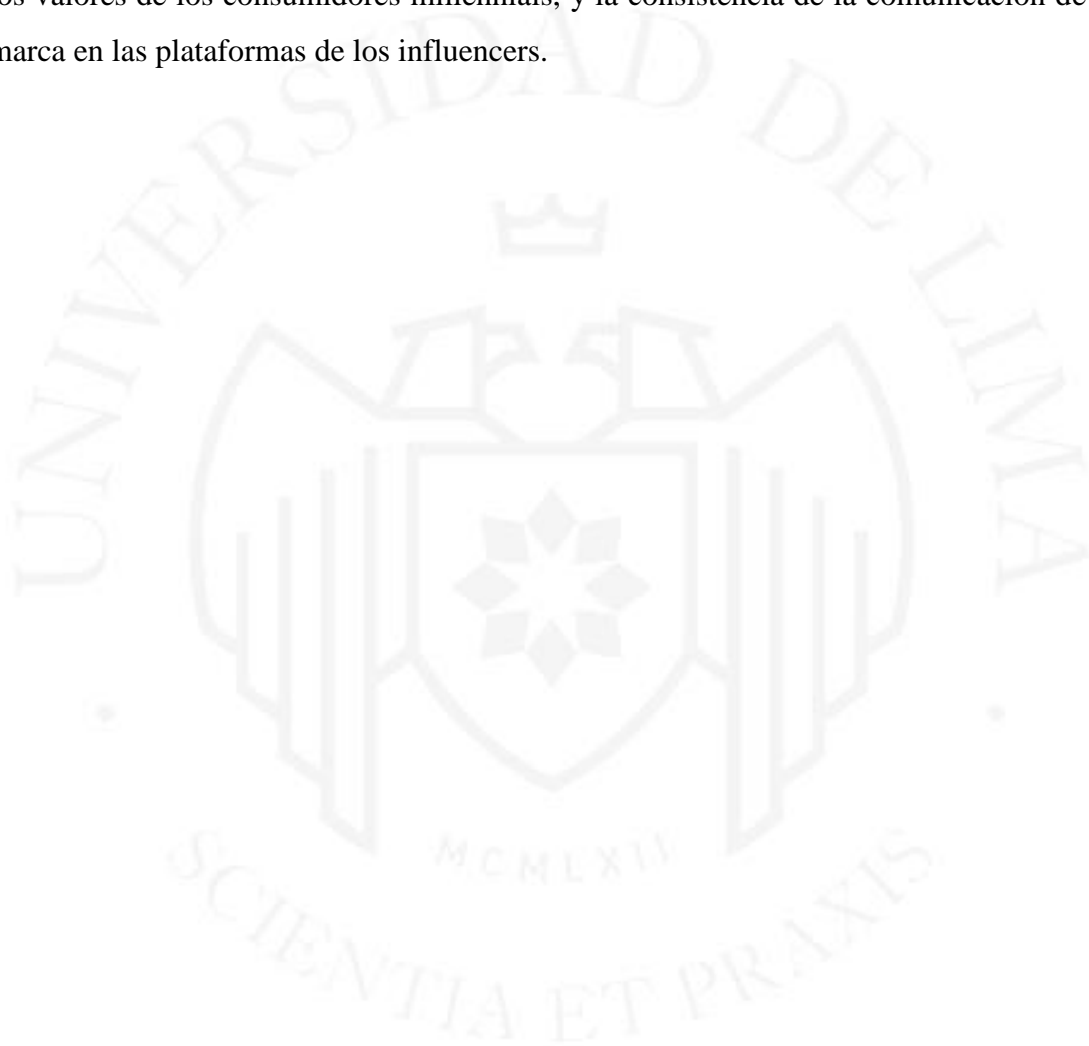 os valores de los consumidores millennials, y la consistencia de la comunicación de
marca en las plataformas de los influencers.
UNIVERSIDAD DE LIMA
MCMLXII
SCIENTIA ET PRAXIS